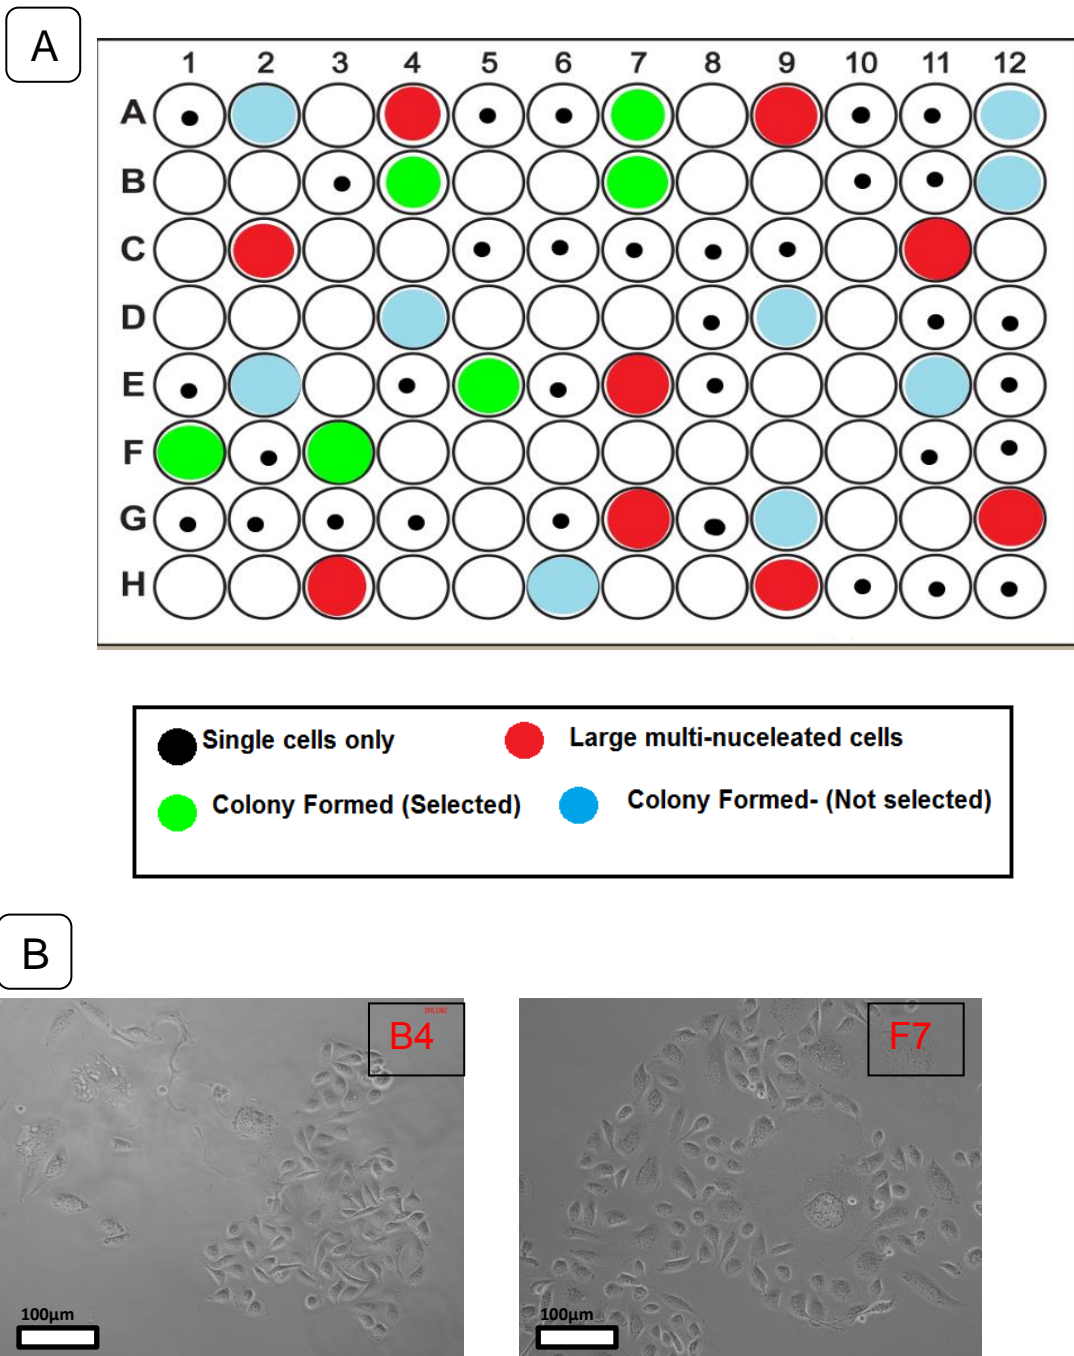 A
1 2 3 4 5 6 7 8 9 10 11 12
A
B
C
D
E
F
G
H
Single cells only
Large multi-nuceleated cells
Colony Formed (Selected)
Colony Formed- (Not selected)
B
B4
F7
100µm
100µm